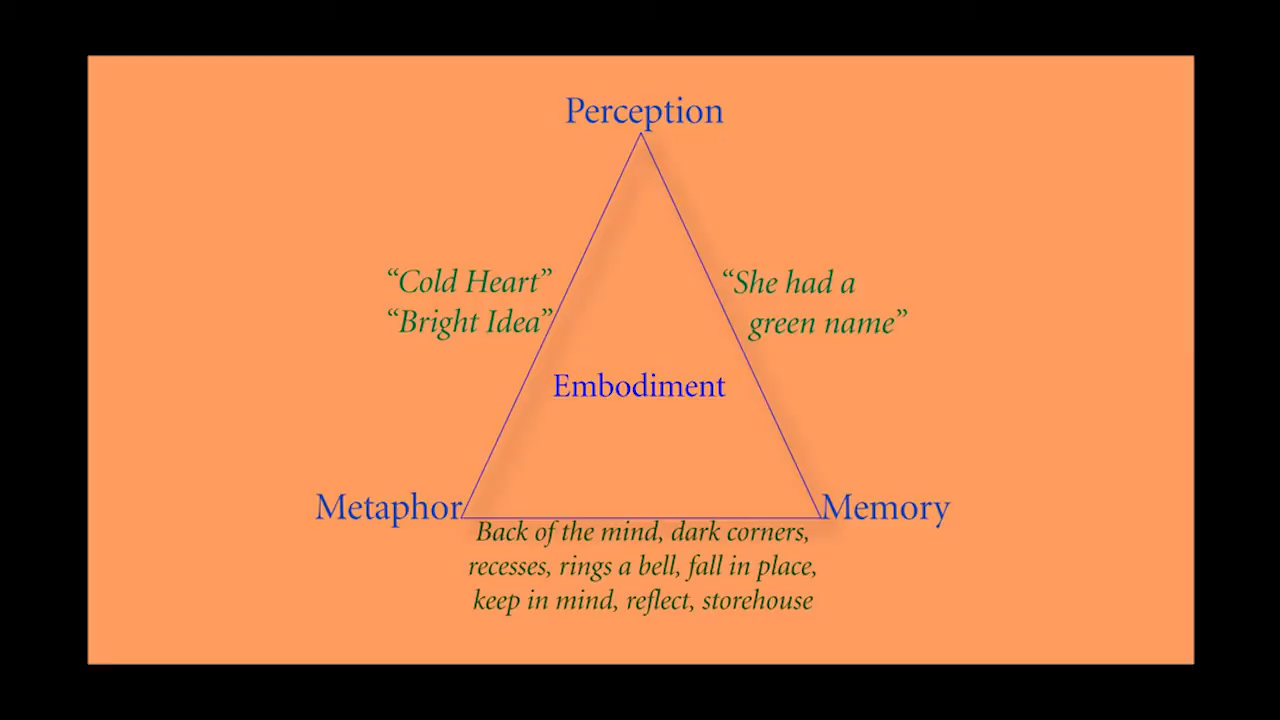 Perception
“Cold Heart”
“Bright Idea”
“She had a
green name”
Embodiment
Metaphor
Memory
Back of the mind, dark corners,
recesses, rings a bell, fall in place,
keep in mind, reflect, storehouse